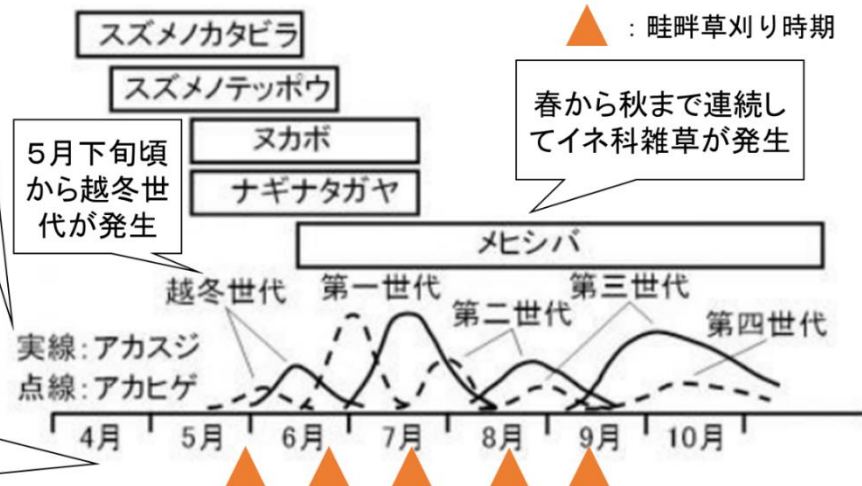 スズメノカタビラ
：畦畔草刈り時期
スズメノテッポウ
春から秋まで連続し
てイネ科雑草が発生
ヌカボ
５月下旬頃
から越冬世
代が発生
ナギナタガヤ
メヒシバ
越冬世代
第一世代
第二世代
第三世代
第四世代
実線：アカスジ
点線：アカヒゲ
4月
5月
6月
7月
8月
9月
10月